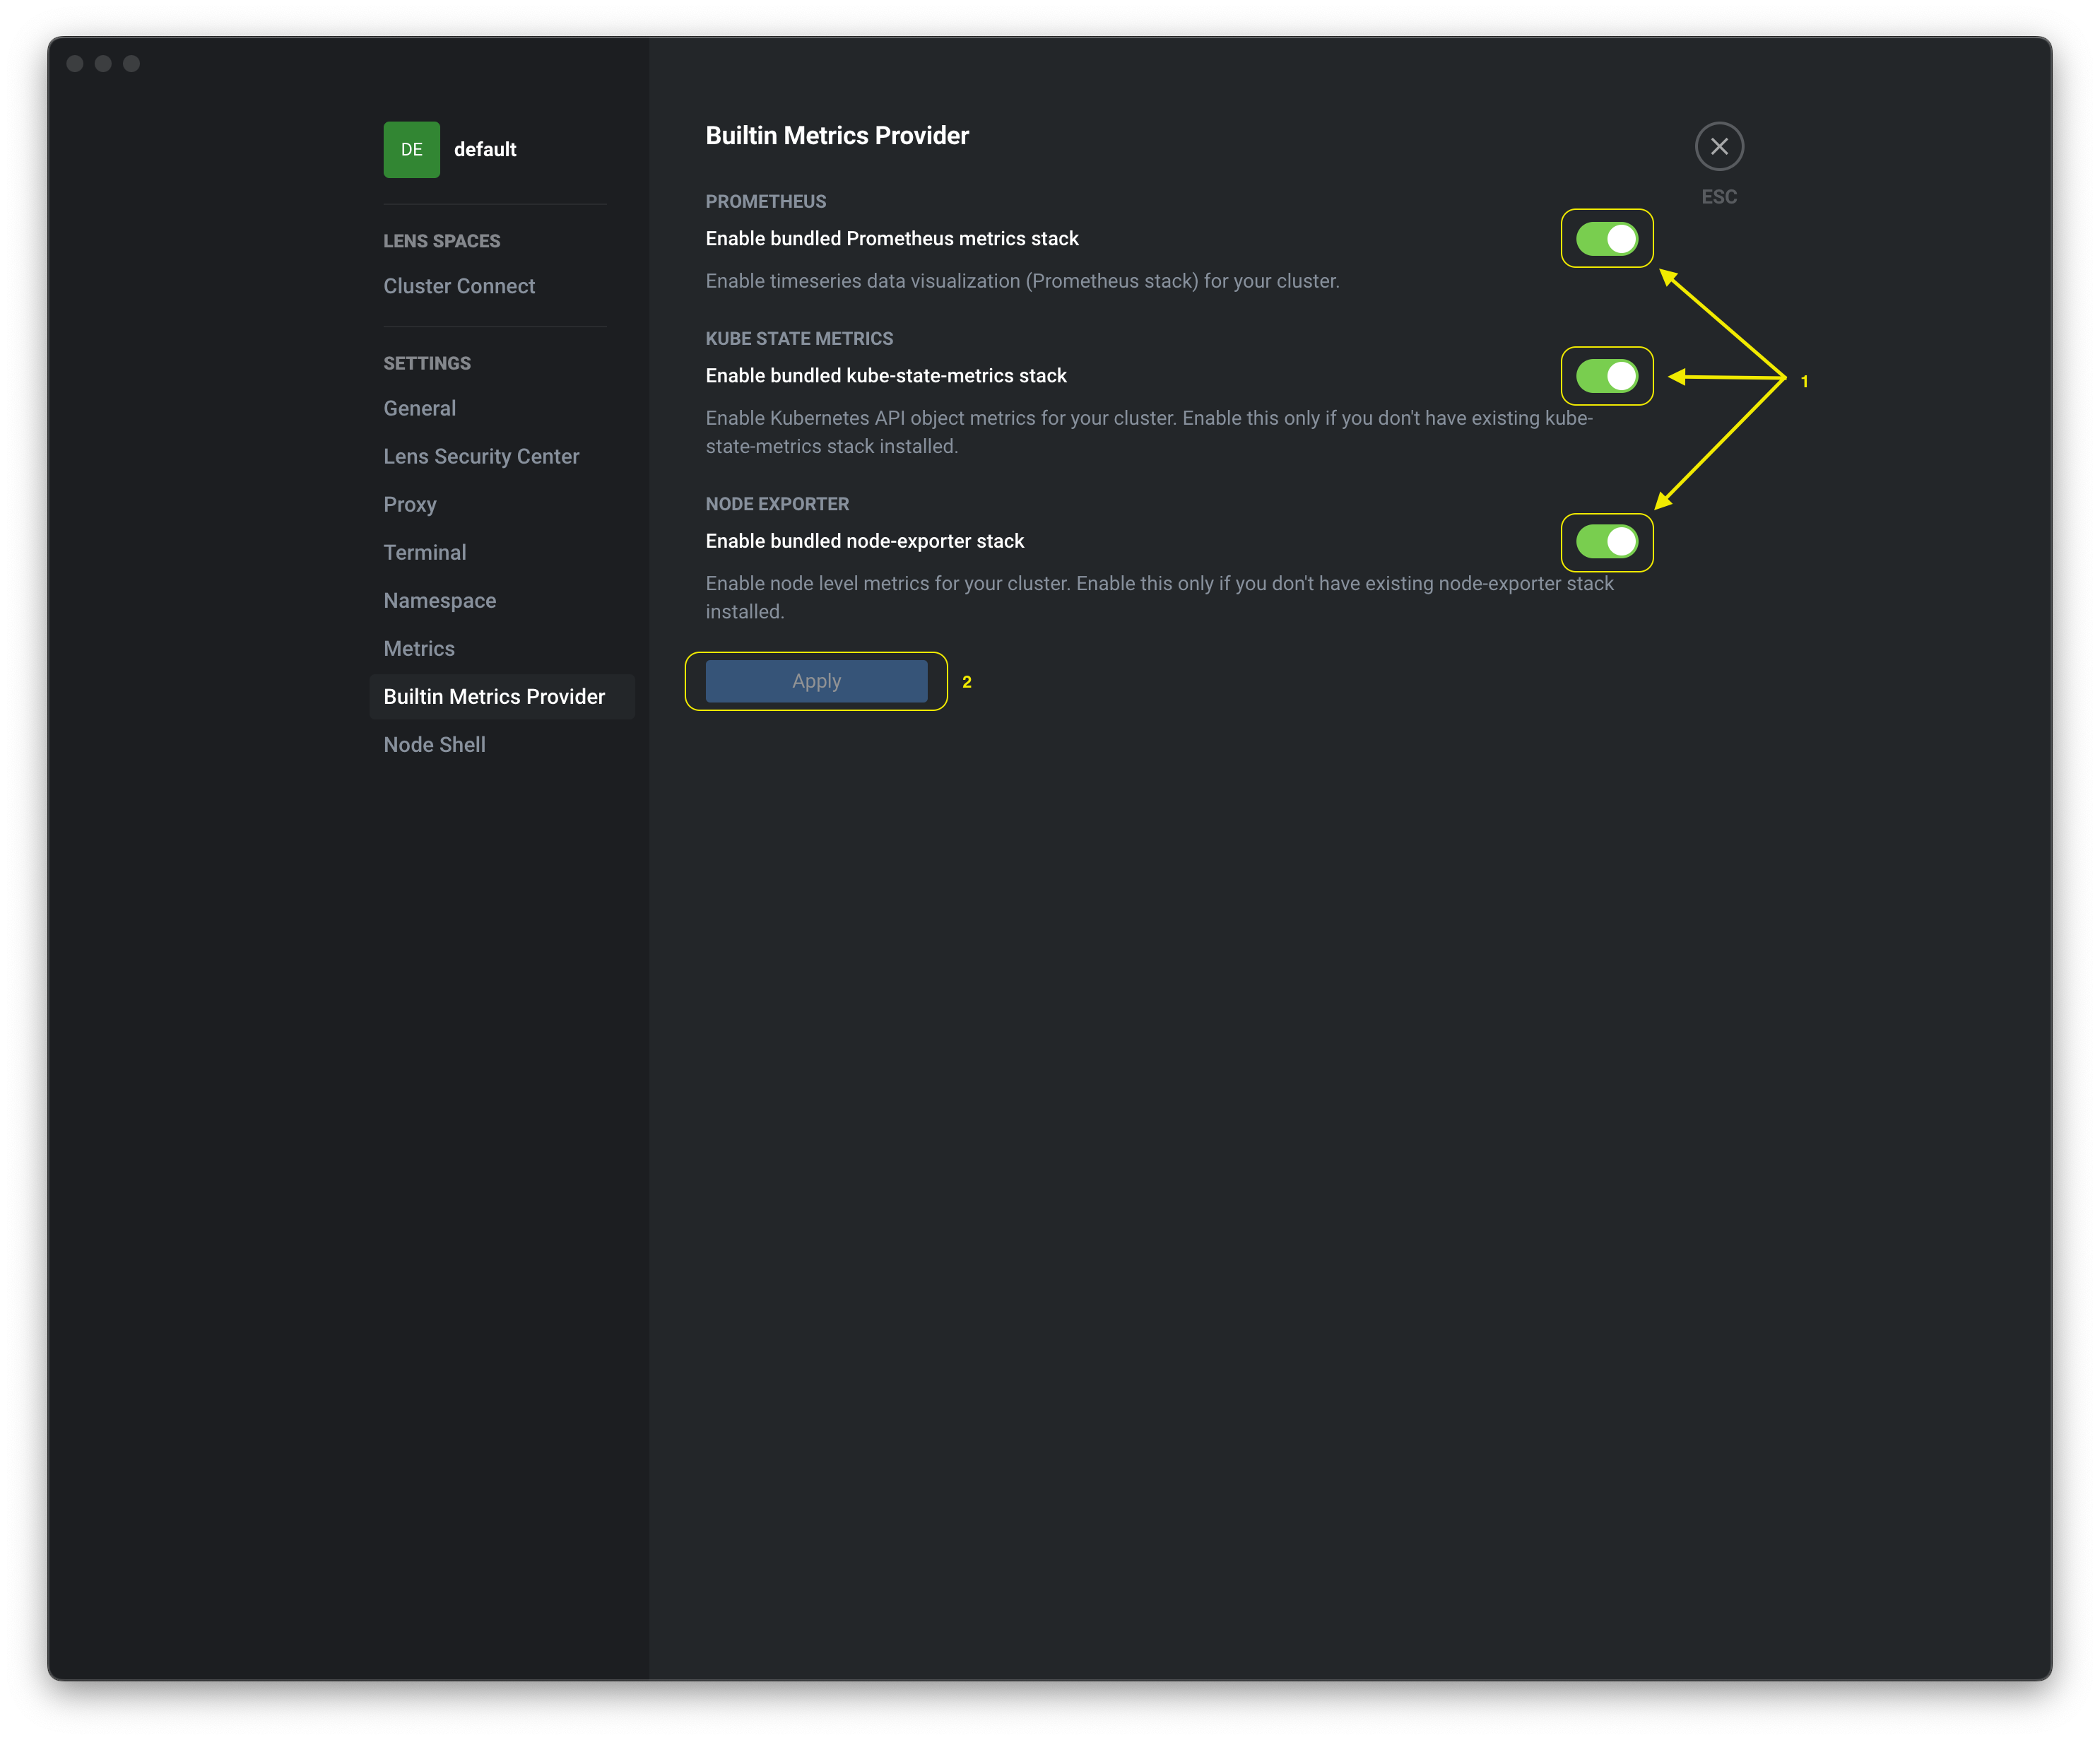 DE
default
LENS SPACES
Cluster Connect
SETTINGS
General
Lens Security Center
Proxy
Terminal
Namespace
Metrics
Builtin Metrics Provider
Node Shell
Builtin Metrics Provider
ESC
PROMETHEUS
Enable bundled Prometheus metrics stack
Enable timeseries data visualization (Prometheus stack) for your cluster.
KUBE STATE METRICS
Enable bundled kube-state-metrics stack
1
Enable Kubernetes API object metrics for your cluster. Enable this only if you don't have existing kube-
state-metrics stack installed.
NODE EXPORTER
Enable bundled node-exporter stack
Enable node level metrics for your cluster. Enable this only if you don't have existing node-exporter stack
installed.
Apply
2